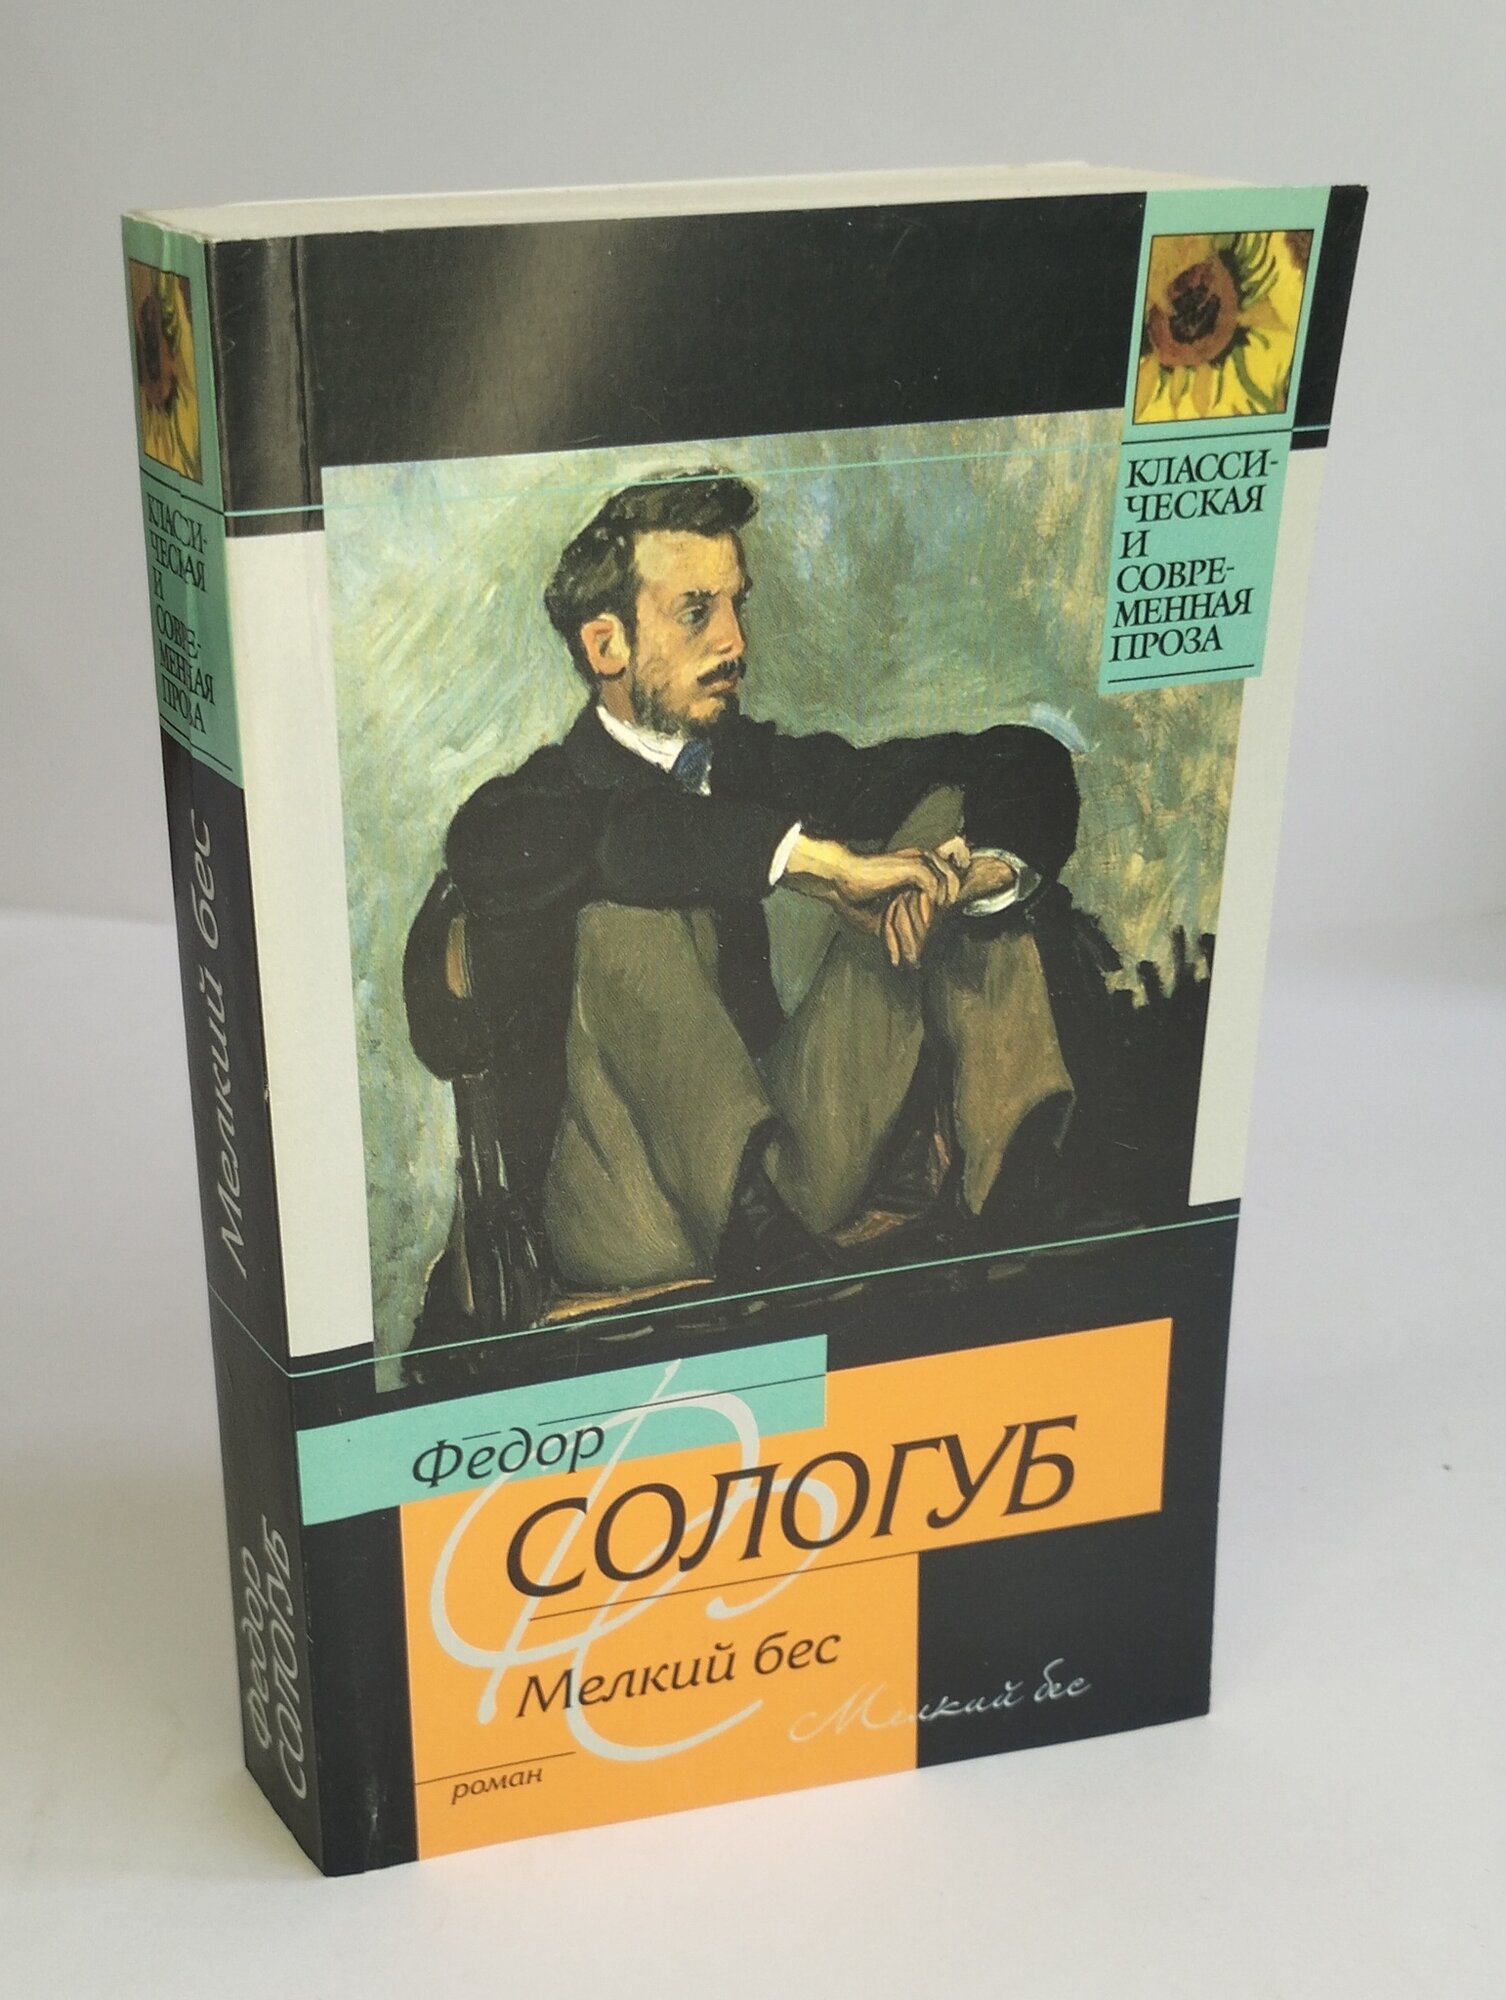 КЛАССИ-
ЧЕСКАЯ
И
СОВРЕ-
МЕННАЯ
ПРОЗА
Мелкий бес
Федор
СОЛОГУБ
КЛАССИ-
ЧЕСКАЯ
И
СОВРЕ-
МЕННАЯ
ПРОЗА
Федор
СОЛОГУБ
Мелкий бес
Мелкий бес
роман